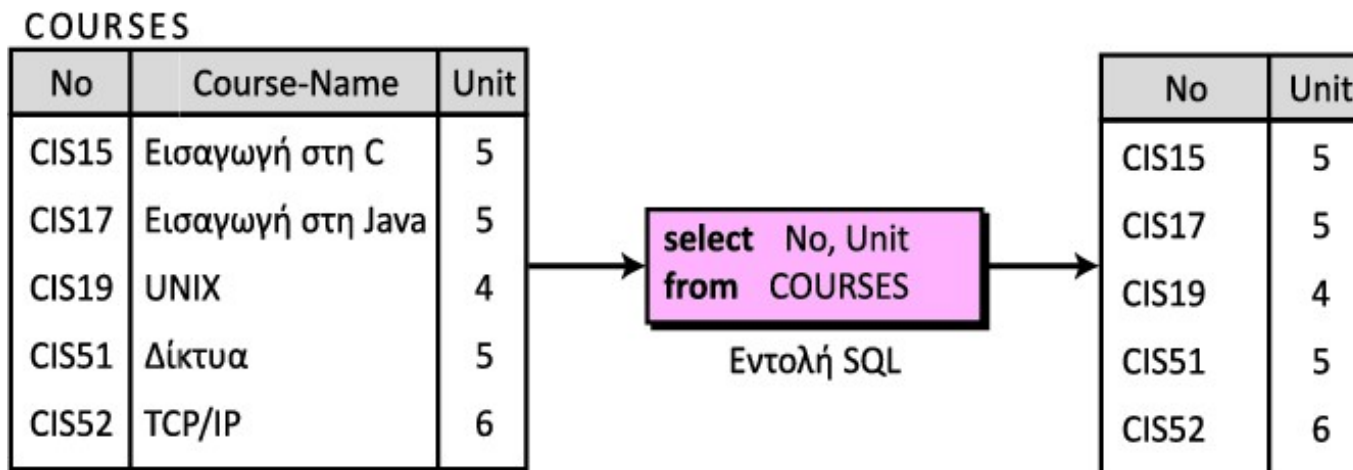 COURSES
No Course-Name Unit
CIS15 Εισαγωγή στη C 5
CIS17 Εισαγωγή στη Java 5
CIS19 UNIX 4
CIS51 Δίκτυα 5
CIS52 TCP/IP 6
select No, Unit
from COURSES
Εντολή SQL
No Unit
CIS15 5
CIS17 5
CIS19 4
CIS51 5
CIS52 6